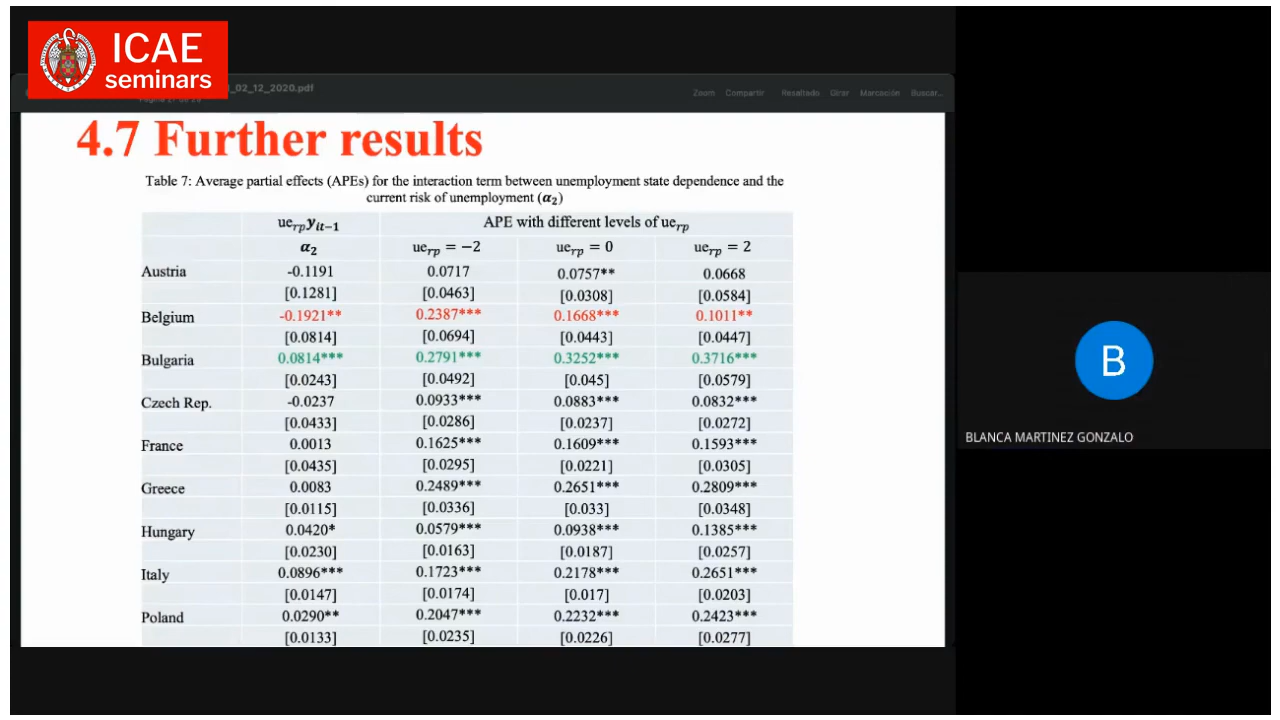 ICAE
seminars
_02_12_2020.pdf
Zoom Compartir Resaltado Girar Marcación Buscar...
4.7 Further results
Table 7: Average partial effects (APEs) for the interaction term between unemployment state dependence and the
current risk of unemployment (α₂)
ue_rp y_it−1 APE with different levels of ue_rp
α₂ ue_rp = −2 ue_rp = 0 ue_rp = 2
Austria -0.1191 0.0717 0.0757** 0.0668
[0.1281] [0.0463] [0.0308] [0.0584]
Belgium -0.1921** 0.2387*** 0.1668*** 0.1011**
[0.0814] [0.0694] [0.0443] [0.0447]
Bulgaria 0.0814*** 0.2791*** 0.3252*** 0.3716***
[0.0243] [0.0492] [0.045] [0.0579]
Czech Rep. -0.0237 0.0933*** 0.0883*** 0.0832***
[0.0433] [0.0286] [0.0237] [0.0272]
France 0.0013 0.1625*** 0.1609*** 0.1593***
[0.0435] [0.0295] [0.0221] [0.0305]
Greece 0.0083 0.2489*** 0.2651*** 0.2809***
[0.0115] [0.0336] [0.033] [0.0348]
Hungary 0.0420* 0.0579*** 0.0938*** 0.1385***
[0.0230] [0.0163] [0.0187] [0.0257]
Italy 0.0896*** 0.1723*** 0.2178*** 0.2651***
[0.0147] [0.0174] [0.017] [0.0203]
Poland 0.0290** 0.2047*** 0.2232*** 0.2423***
[0.0133] [0.0235] [0.0226] [0.0277]
B
BLANCA MARTINEZ GONZALO